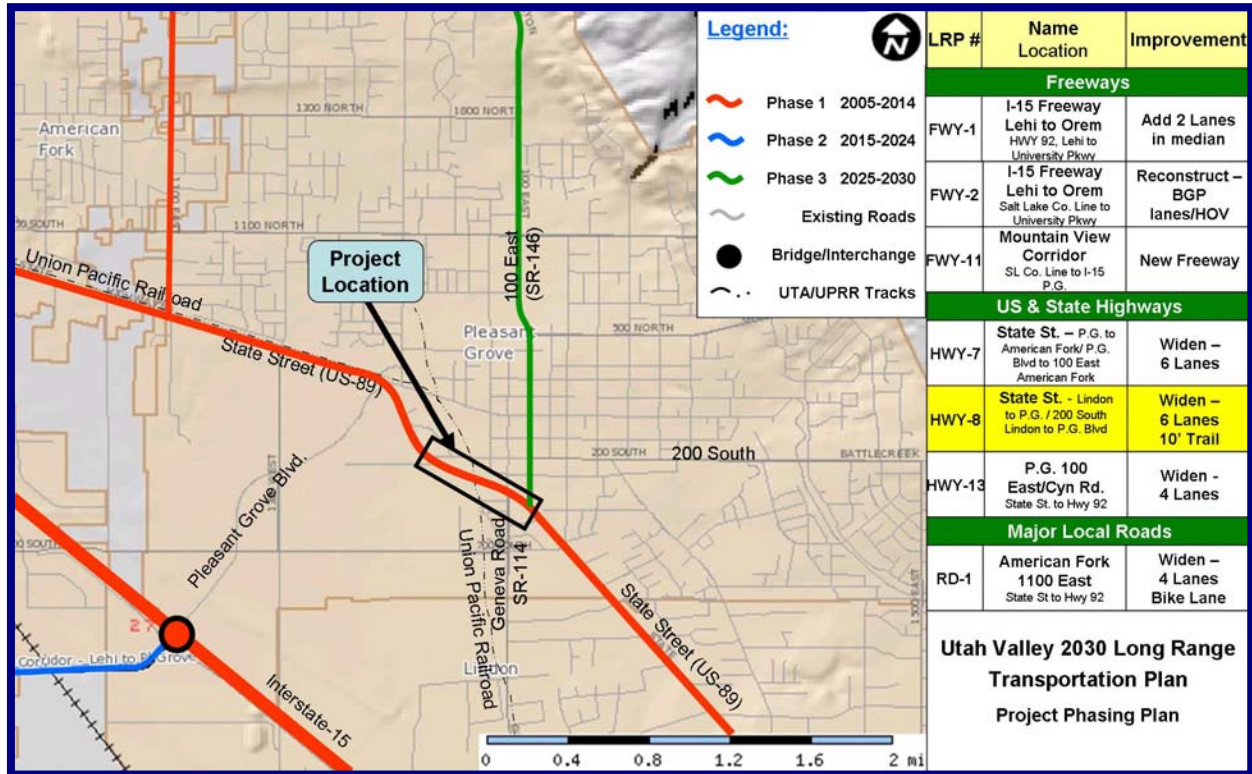 American
Fork
1300 NORTH
1800 NORTH
1100 EAST
100 EAST
1100 NORTH
Union Pacific Railroad
State Street (US-89)
Project
Location
100 East
(SR-146)
Pleasant
Grove
500 NORTH
200 SOUTH
200 South
BATTLECREEK
Pleasant Grove Blvd.
Union Pacific Railroad
Geneva Road
SR-114
State Street (US-89)
STATE
1300 EAST
Corridor - Lehi to P Grove
Interstate-15
0
0.4
0.8
1.2
1.6
2 mi
Legend:
N
Phase 1 2005-2014
Phase 2 2015-2024
Phase 3 2025-2030
Existing Roads
Bridge/Interchange
UTA/UPRR Tracks
LRP # Name Improvement
Location
Freeways
FWY-1 I-15 Freeway Add 2 Lanes
Lehi to Orem in median
HWY 92, Lehi to
University Pkwy
FWY-2 I-15 Freeway Reconstruct –
Lehi to Orem BGP
Salt Lake Co. Line to lanes/HOV
University Pkwy
FWY-11 Mountain View New Freeway
Corridor
SL Co. Line to I-15
P.G.
US & State Highways
HWY-7 State St. – P.G. to Widen –
American Fork/ P.G. 6 Lanes
Blvd to 100 East
American Fork
HWY-8 State St. - Lindon Widen –
to P.G. / 200 South 6 Lanes
Lindon to P.G. Blvd 10' Trail
HWY-13 P.G. 100 Widen -
East/Cyn Rd. 4 Lanes
State St. to Hwy 92
Major Local Roads
RD-1 American Fork Widen –
1100 East 4 Lanes
State St to Hwy 92 Bike Lane
Utah Valley 2030 Long Range
Transportation Plan
Project Phasing Plan